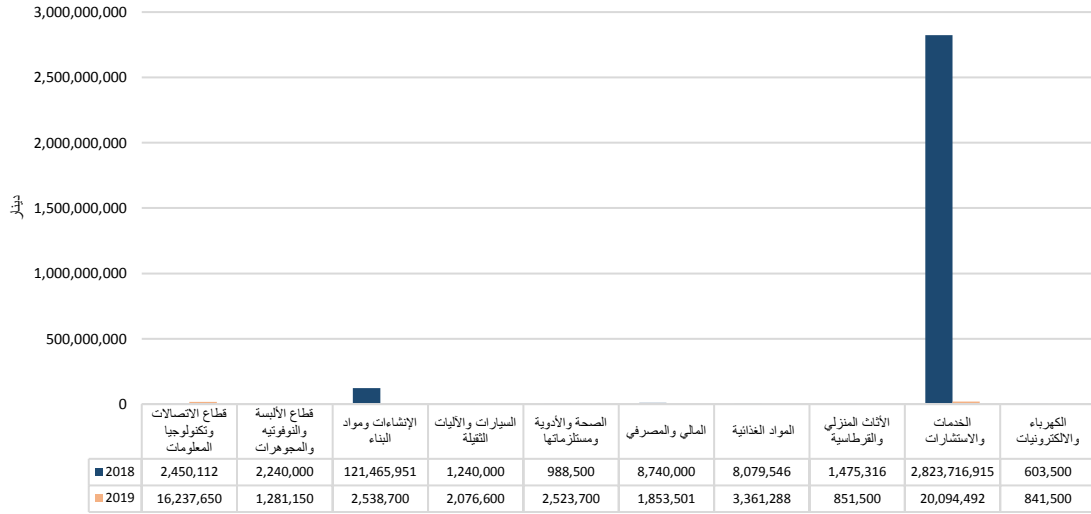 3,000,000,000
2,500,000,000
2,000,000,000
1,500,000,000
1,000,000,000
500,000,000
0
دينار
قطاع الاتصالات
وتكنولوجيا
المعلومات
قطاع الألبسة
والنوفوتيه
والمجوهرات
الإنشاءات ومواد
البناء
السيارات والآليات
الثقيلة
الصحة والأدوية
ومستلزماتها
المالي والمصرفي
المواد الغذائية
الأثاث المنزلي
والقرطاسية
الخدمات
والاستشارات
الكهرباء
والالكترونيات
2018 2,450,112 2,240,000 121,465,951 1,240,000 988,500 8,740,000 8,079,546 1,475,316 2,823,716,915 603,500
2019 16,237,650 1,281,150 2,538,700 2,076,600 2,523,700 1,853,501 3,361,288 851,500 20,094,492 841,500